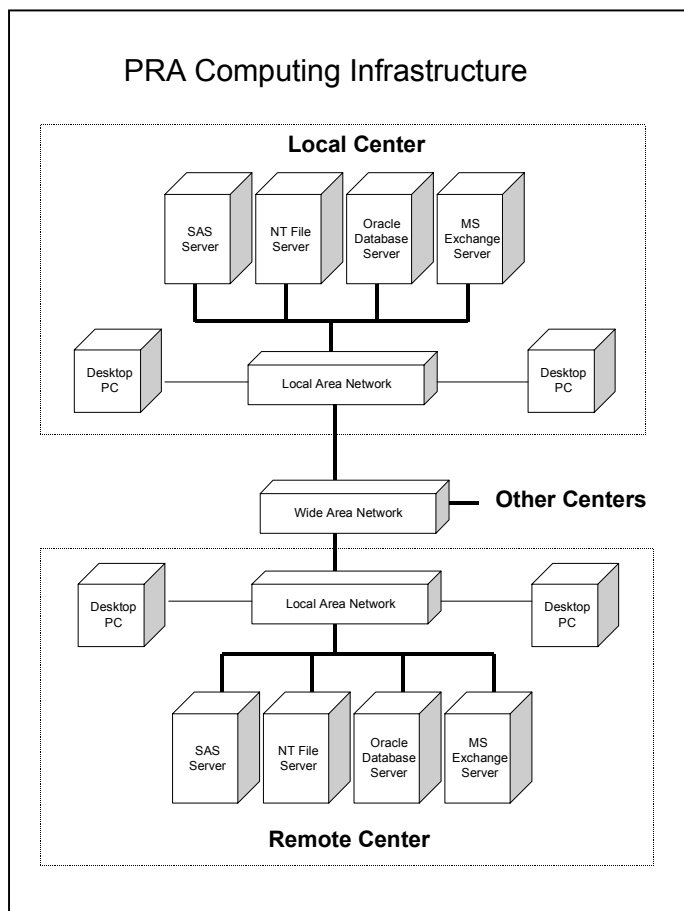 PRA Computing Infrastructure
Local Center
SAS
Server
NT File
Server
Oracle
Database
Server
MS
Exchange
Server
Desktop
PC
Local Area Network
Desktop
PC
Wide Area Network
Other Centers
Desktop
PC
Local Area Network
Desktop
PC
SAS
Server
NT File
Server
Oracle
Database
Server
MS
Exchange
Server
Remote Center